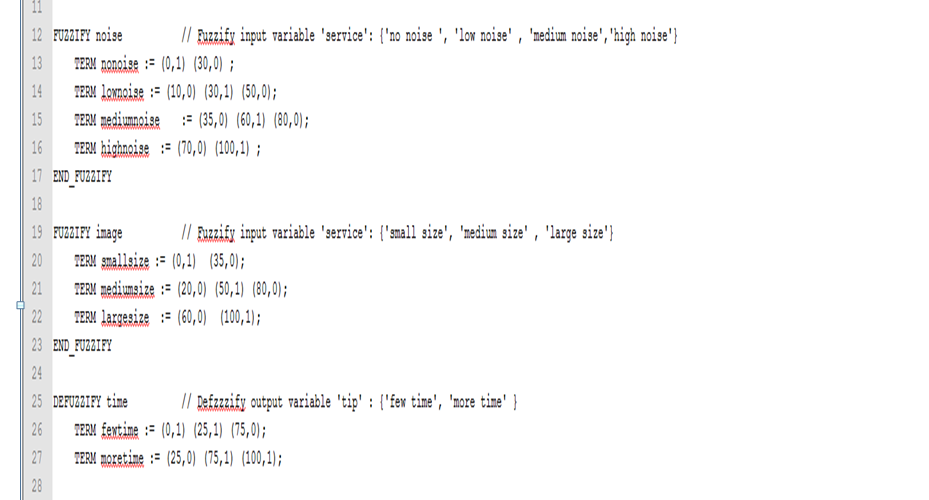 11
12 FUZZIFY noise // Fuzzify input variable 'service': {'no noise ', 'low noise' , 'medium noise','high noise'}
13 TERM nonoise := (0,1) (30,0) ;
14 TERM lownoise := (10,0) (30,1) (50,0);
15 TERM mediumnoise := (35,0) (60,1) (80,0);
16 TERM highnoise := (70,0) (100,1) ;
17 END_FUZZIFY
18
19 FUZZIFY image // Fuzzify input variable 'service': {'small size', 'medium size' , 'large size'}
20 TERM smallsize := (0,1) (35,0);
21 TERM mediumsize := (20,0) (50,1) (80,0);
22 TERM largesize := (60,0) (100,1);
23 END_FUZZIFY
24
25 DEFUZZIFY time // Defzzzify output variable 'tip' : {'few time', 'more time' }
26 TERM fewtime := (0,1) (25,1) (75,0);
27 TERM moretime := (25,0) (75,1) (100,1);
28